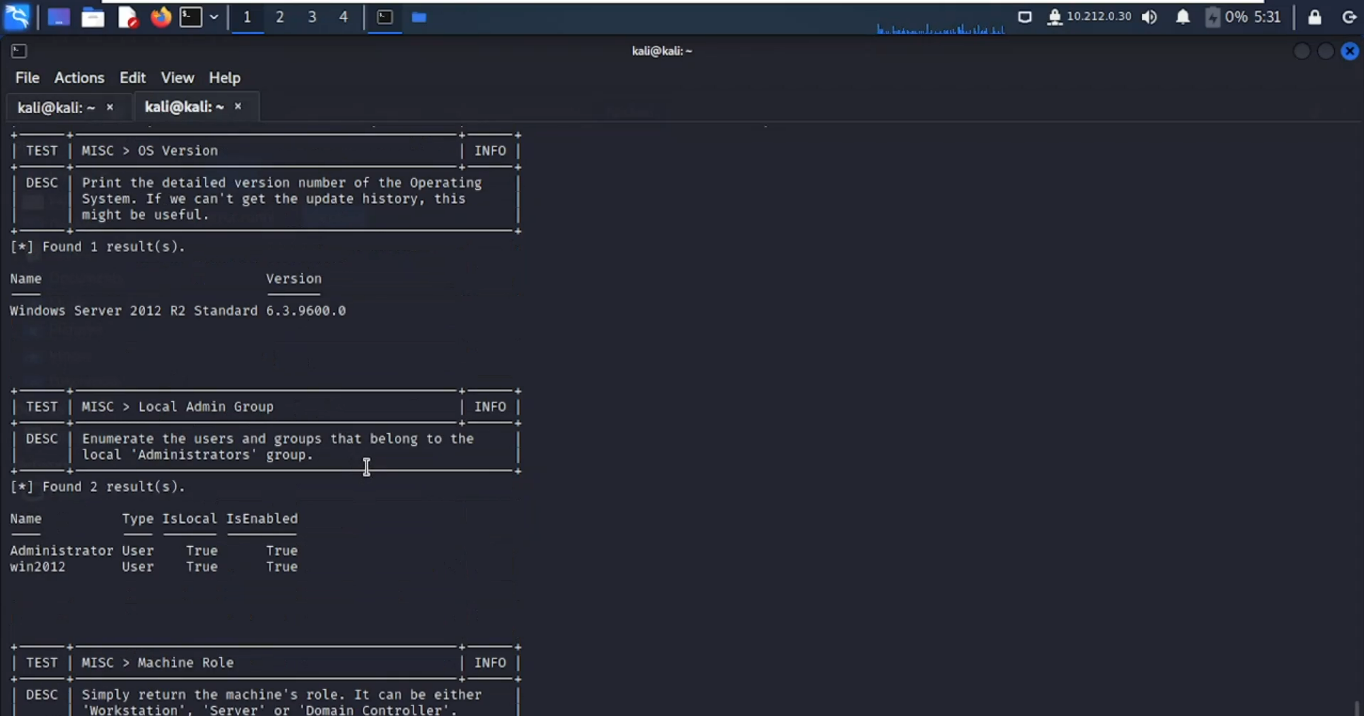 1 2 3 4 10.212.0.30 0% 5:31
kali@kali: ~
File Actions Edit View Help
kali@kali: ~ × kali@kali: ~ ×
| TEST | MISC > OS Version | INFO |
| DESC | Print the detailed version number of the Operating
System. If we can't get the update history, this
might be useful.
[*] Found 1 result(s).
Name Version
Windows Server 2012 R2 Standard 6.3.9600.0
| TEST | MISC > Local Admin Group | INFO |
| DESC | Enumerate the users and groups that belong to the
local 'Administrators' group.
[*] Found 2 result(s).
Name Type IsLocal IsEnabled
Administrator User True True
win2012 User True True
| TEST | MISC > Machine Role | INFO |
| DESC | Simply return the machine's role. It can be either
'Workstation', 'Server' or 'Domain Controller'.